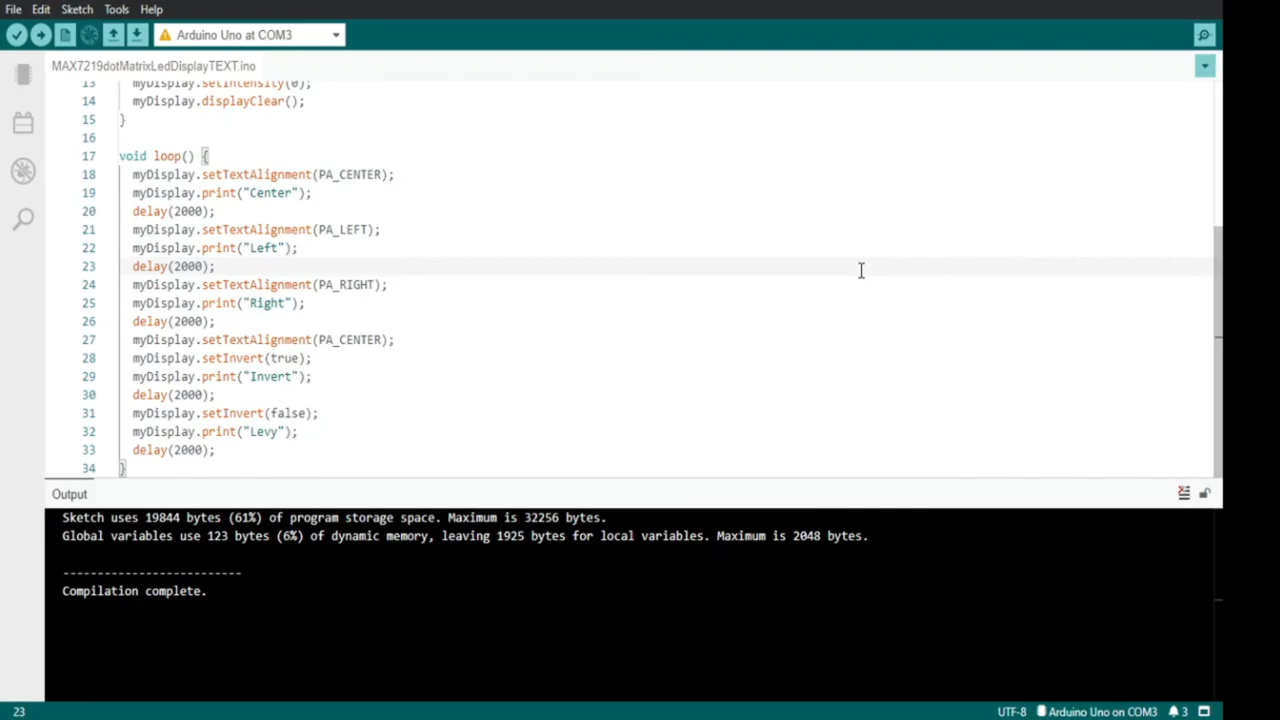 File Edit Sketch Tools Help
Arduino Uno at COM3
MAX7219dotMatrixLedDisplayTEXT.ino
13 myDisplay.setIntensity(0);
14 myDisplay.displayClear();
15 }
16
17 void loop() {
18 myDisplay.setTextAlignment(PA_CENTER);
19 myDisplay.print("Center");
20 delay(2000);
21 myDisplay.setTextAlignment(PA_LEFT);
22 myDisplay.print("Left");
23 delay(2000);
24 myDisplay.setTextAlignment(PA_RIGHT);
25 myDisplay.print("Right");
26 delay(2000);
27 myDisplay.setTextAlignment(PA_CENTER);
28 myDisplay.setInvert(true);
29 myDisplay.print("Invert");
30 delay(2000);
31 myDisplay.setInvert(false);
32 myDisplay.print("Levy");
33 delay(2000);
34 }
Output
Sketch uses 19844 bytes (61%) of program storage space. Maximum is 32256 bytes.
Global variables use 123 bytes (6%) of dynamic memory, leaving 1925 bytes for local variables. Maximum is 2048 bytes.
--------------------------
Compilation complete.
23 UTF-8 Arduino Uno on COM3 3